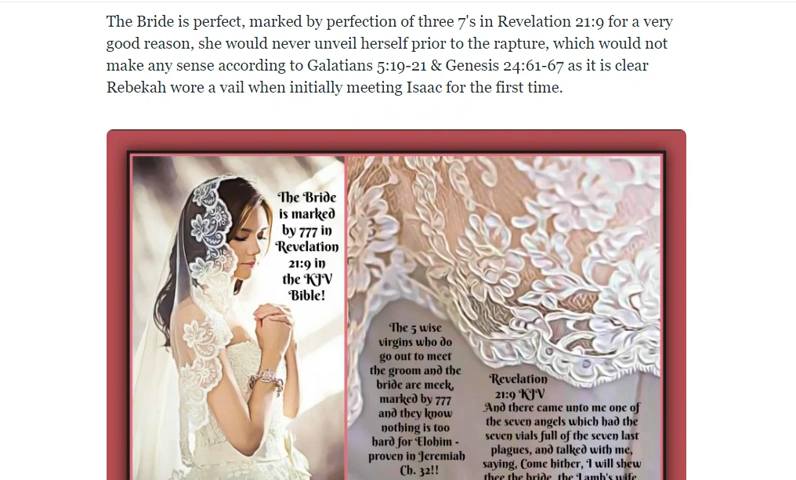 The Bride is perfect, marked by perfection of three 7's in Revelation 21:9 for a very
good reason, she would never unveil herself prior to the rapture, which would not
make any sense according to Galatians 5:19-21 & Genesis 24:61-67 as it is clear
Rebekah wore a vail when initially meeting Isaac for the first time.
The Bride
is marked
by 777 in
Revelation
21:9 in
the KJV
Bible!
The 5 wise
virgins who do
go out to meet
the groom and the
bride are meek,
marked by 777
and they know
nothing is too
hard for Elohim -
proven in Jeremiah
Ch. 32!!
Revelation
21:9 KJV
And there came unto me one of
the seven angels which had the
seven vials full of the seven last
plagues, and talked with me,
saying, Come hither, I will shew
thee the bride, the Lamb's wife.